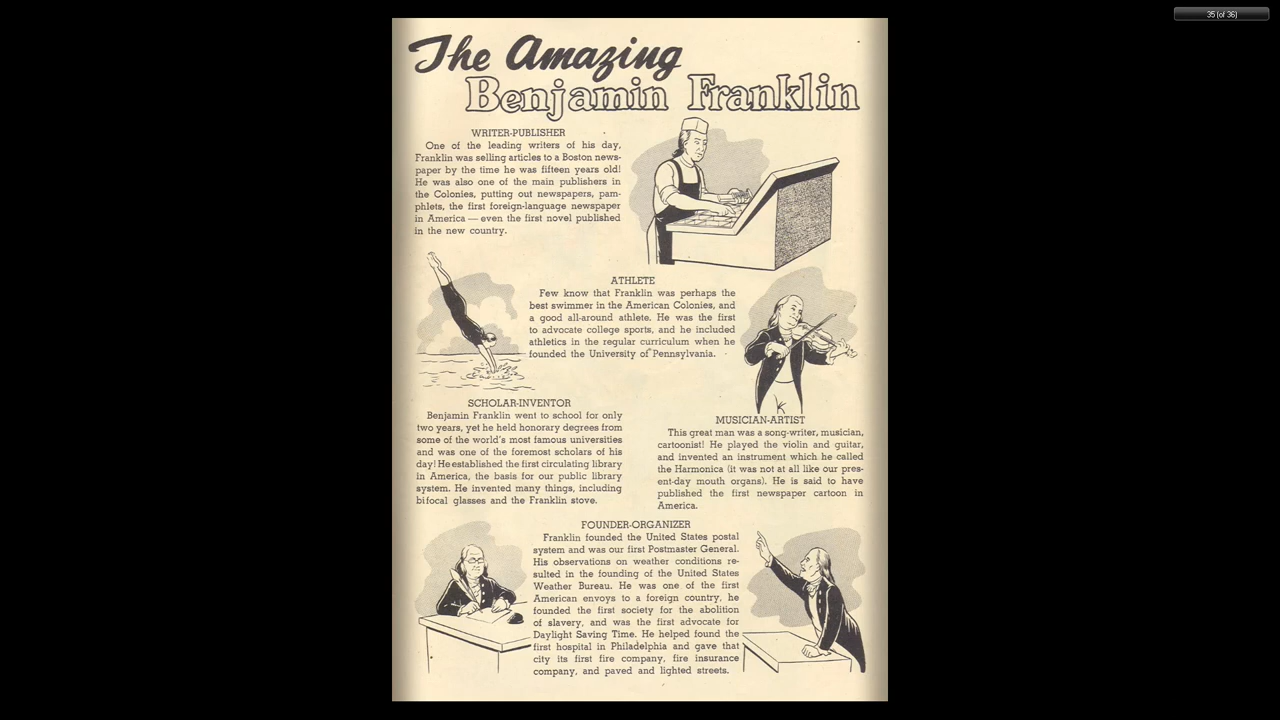 35 (of 36)
The Amazing
Benjamin Franklin
WRITER-PUBLISHER
One of the leading writers of his day,
Franklin was selling articles to a Boston news-
paper by the time he was fifteen years old!
He was also one of the main publishers in
the Colonies, putting out newspapers, pam-
phlets, the first foreign-language newspaper
in America — even the first novel published
in the new country.
ATHLETE
Few know that Franklin was perhaps the
best swimmer in the American Colonies, and
a good all-around athlete. He was the first
to advocate college sports, and he included
athletics in the regular curriculum when he
founded the University of Pennsylvania.
SCHOLAR-INVENTOR
Benjamin Franklin went to school for only
two years, yet he held honorary degrees from
some of the world's most famous universities
and was one of the foremost scholars of his
day! He established the first circulating library
in America, the basis for our public library
system. He invented many things, including
bifocal glasses and the Franklin stove.
MUSICIAN-ARTIST
This great man was a song-writer, musician,
cartoonist! He played the violin and guitar,
and invented an instrument which he called
the Harmonica (it was not at all like our pres-
ent-day mouth organs). He is said to have
published the first newspaper cartoon in
America.
FOUNDER-ORGANIZER
Franklin founded the United States postal
system and was our first Postmaster General.
His observations on weather conditions re-
sulted in the founding of the United States
Weather Bureau. He was one of the first
American envoys to a foreign country, he
founded the first society for the abolition
of slavery, and was the first advocate for
Daylight Saving Time. He helped found the
first hospital in Philadelphia and gave that
city its first fire company, fire insurance
company, and paved and lighted streets.